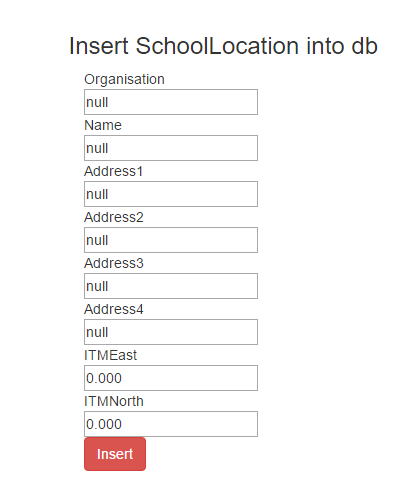 Insert SchoolLocation into db
Organisation
null
Name
null
Address1
null
Address2
null
Address3
null
Address4
null
ITMEast
0.000
ITMNorth
0.000
Insert